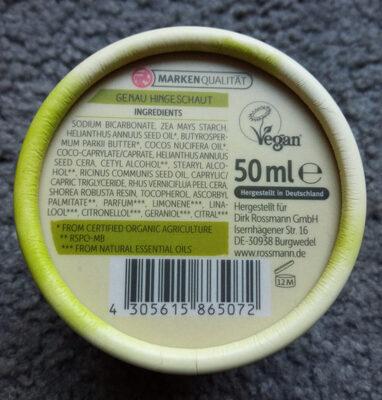 MARKENQUALITÄT
GENAU HINGESCHAUT
INGREDIENTS
SODIUM BICARBONATE, ZEA MAYS STARCH,
HELIANTHUS ANNUUS SEED OIL*, BUTYROSPER-
MUM PARKII BUTTER*, COCOS NUCIFERA OIL*,
COCO-CAPRYLATE/CAPRATE, HELIANTHUS ANNUUS
SEED CERA, CETYL ALCOHOL**, STEARYL ALCO-
HOL**, RICINUS COMMUNIS SEED OIL, CAPRYLIC/
CAPRIC TRIGLYCERIDE, RHUS VERNICIFLUA PEEL CERA,
SHOREA ROBUSTA RESIN, TOCOPHEROL, ASCORBYL
PALMITATE**, PARFUM***, LIMONENE***, LINA-
LOOL***, CITRONELLOL***, GERANIOL***, CITRAL***
* FROM CERTIFIED ORGANIC AGRICULTURE
** RSPO-MB
*** FROM NATURAL ESSENTIAL OILS
Vegan
50 ml ℮
Hergestellt in Deutschland
Hergestellt für
Dirk Rossmann GmbH
Isernhägener Str. 16
DE-30938 Burgwedel
www.rossmann.de
12 M
4 305615 865072